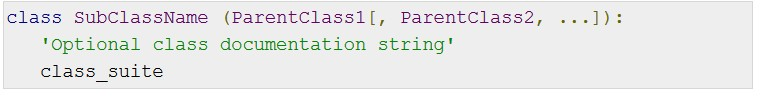 class SubClassName (ParentClass1[, ParentClass2, ...]):
'Optional class documentation string'
class_suite